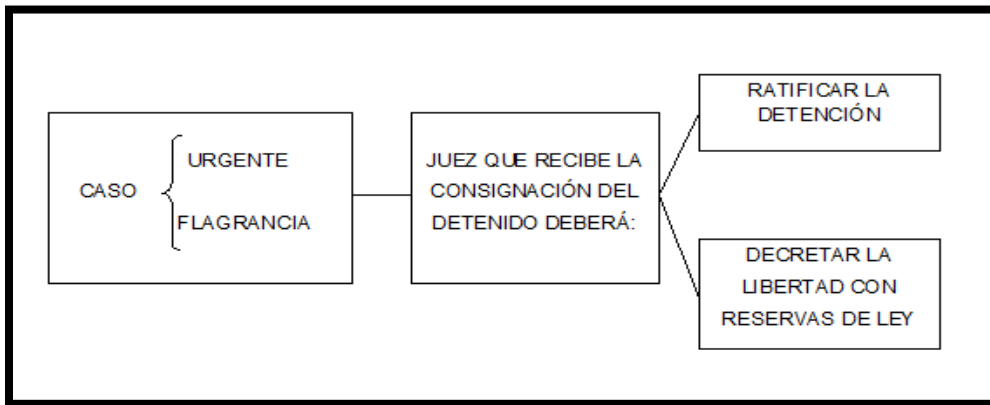 CASO
URGENTE
FLAGRANCIA
JUEZ QUE RECIBE LA
CONSIGNACIÓN DEL
DETENIDO DEBERÁ:
RATIFICAR LA
DETENCIÓN
DECRETAR LA
LIBERTAD CON
RESERVAS DE LEY